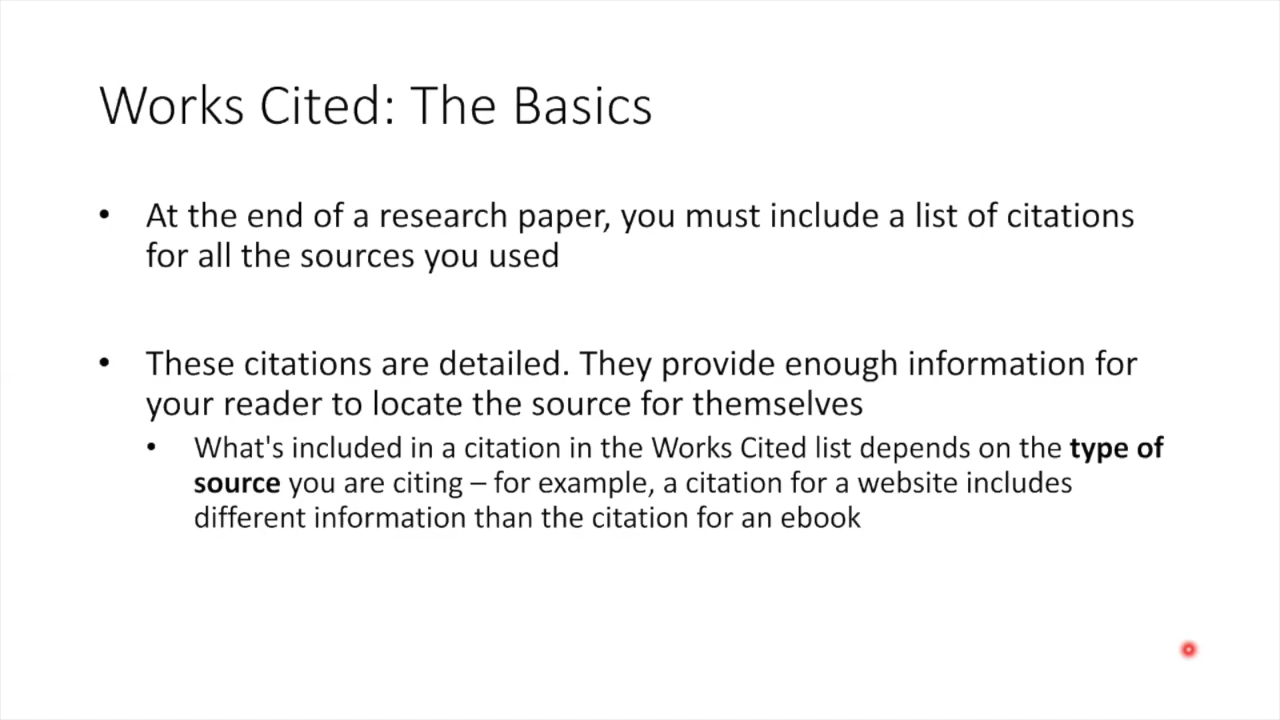 Works Cited: The Basics
• At the end of a research paper, you must include a list of citations
for all the sources you used
• These citations are detailed. They provide enough information for
your reader to locate the source for themselves
• What's included in a citation in the Works Cited list depends on the type of
source you are citing – for example, a citation for a website includes
different information than the citation for an ebook